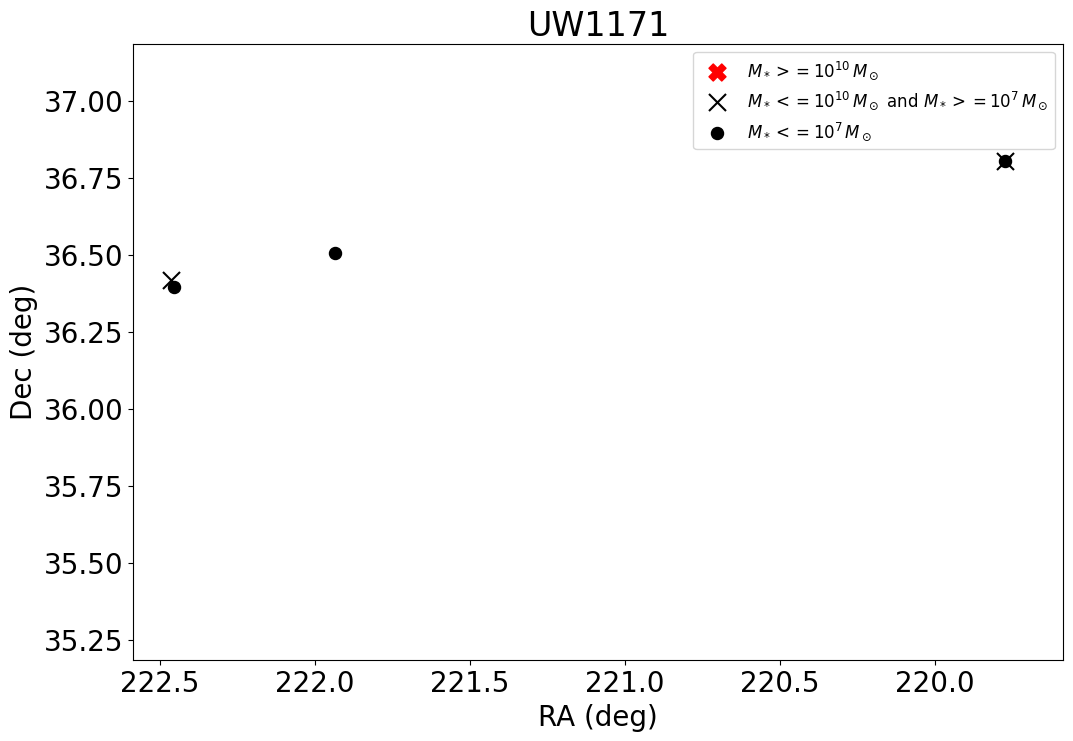 UW1171
M* >= 10^10 M⊙
M* <= 10^10 M⊙ and M* >= 10^7 M⊙
M* <= 10^7 M⊙
37.00
36.75
36.50
36.25
36.00
35.75
35.50
35.25
Dec (deg)
222.5 222.0 221.5 221.0 220.5 220.0
RA (deg)